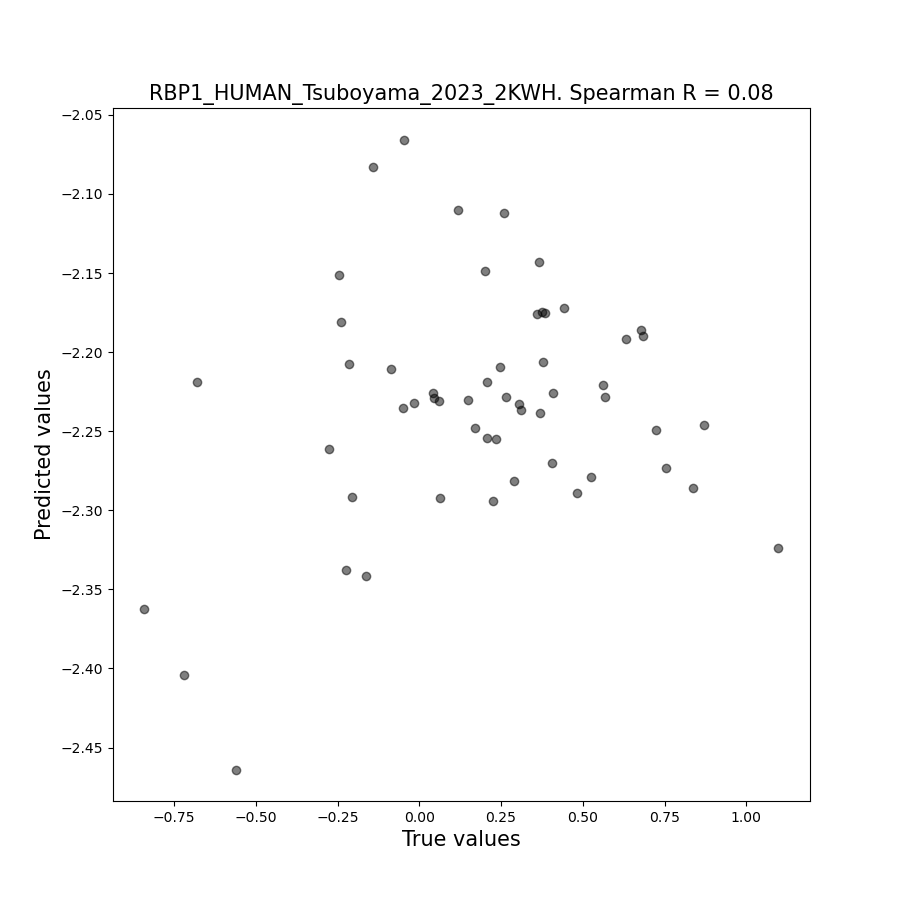 RBP1_HUMAN_Tsuboyama_2023_2KWH. Spearman R = 0.08
−2.05
−2.10
−2.15
−2.20
−2.25
−2.30
−2.35
−2.40
−2.45
Predicted values
−0.75 −0.50 −0.25 0.00 0.25 0.50 0.75 1.00
True values